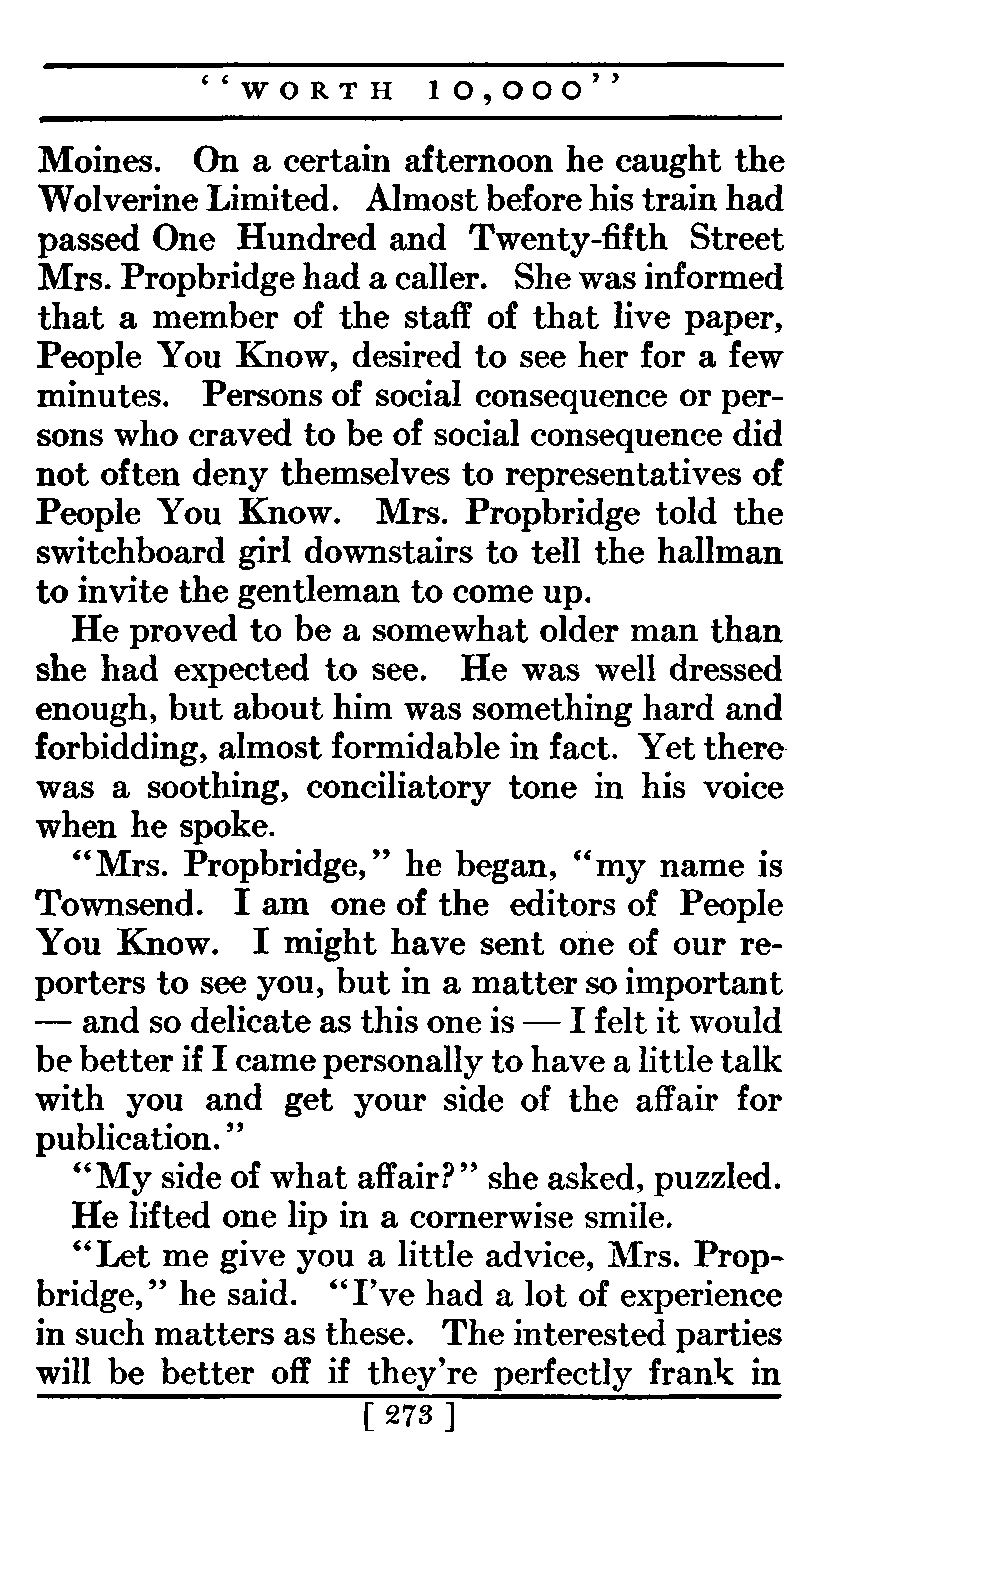 “WORTH 10,000”
Moines. On a certain afternoon he caught the
Wolverine Limited. Almost before his train had
passed One Hundred and Twenty-fifth Street
Mrs. Propbridge had a caller. She was informed
that a member of the staff of that live paper,
People You Know, desired to see her for a few
minutes. Persons of social consequence or per-
sons who craved to be of social consequence did
not often deny themselves to representatives of
People You Know. Mrs. Propbridge told the
switchboard girl downstairs to tell the hallman
to invite the gentleman to come up.
He proved to be a somewhat older man than
she had expected to see. He was well dressed
enough, but about him was something hard and
forbidding, almost formidable in fact. Yet there
was a soothing, conciliatory tone in his voice
when he spoke.
“Mrs. Propbridge,” he began, “my name is
Townsend. I am one of the editors of People
You Know. I might have sent one of our re-
porters to see you, but in a matter so important
— and so delicate as this one is — I felt it would
be better if I came personally to have a little talk
with you and get your side of the affair for
publication.”
“My side of what affair?” she asked, puzzled.
He lifted one lip in a cornerwise smile.
“Let me give you a little advice, Mrs. Prop-
bridge,” he said. “I’ve had a lot of experience
in such matters as these. The interested parties
will be better off if they’re perfectly frank in
[ 273 ]